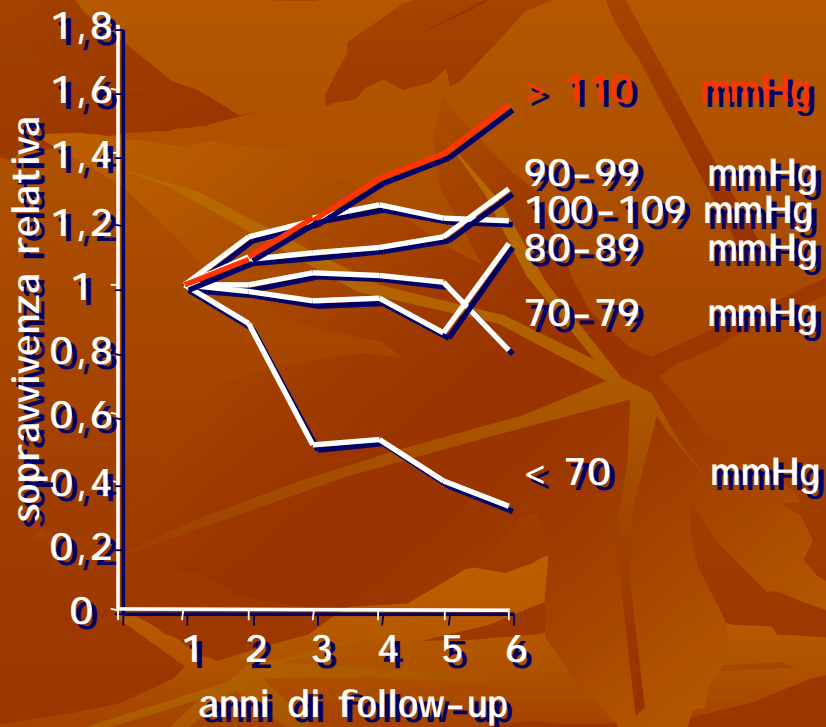 1,8
1,6
1,4
1,2
1
0,8
0,6
0,4
0,2
0
sopravvivenza relativa
> 110 mmHg
90-99 mmHg
100-109 mmHg
80-89 mmHg
70-79 mmHg
< 70 mmHg
1 2 3 4 5 6
anni di follow-up